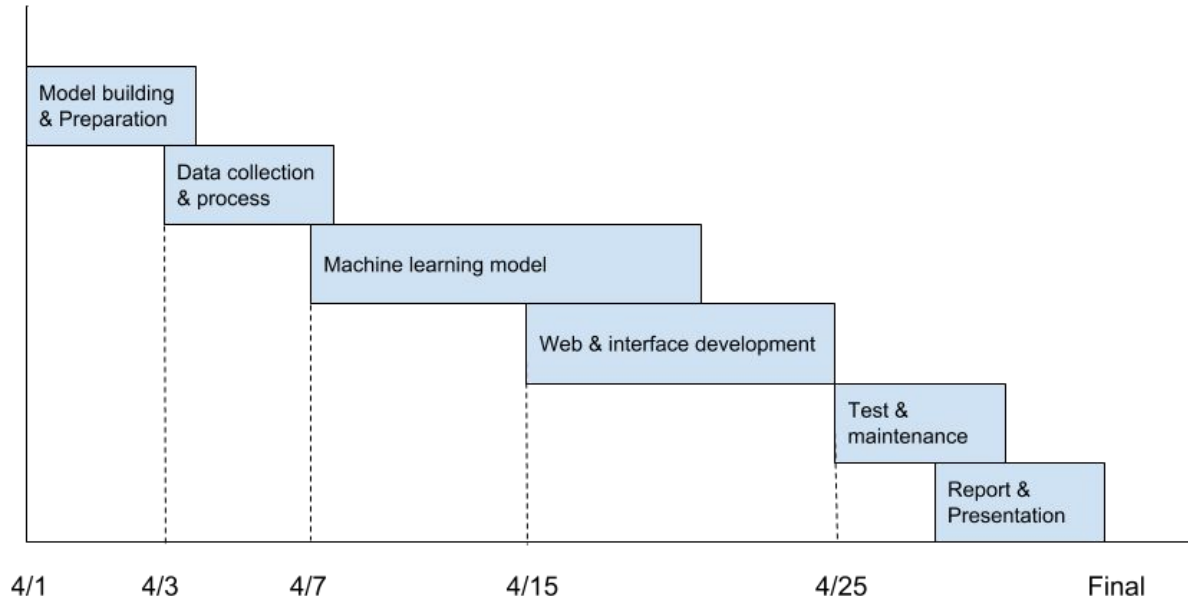 Model building
& Preparation
Data collection
& process
Machine learning model
Web & interface development
Test &
maintenance
Report &
Presentation
4/1 4/3 4/7 4/15 4/25 Final